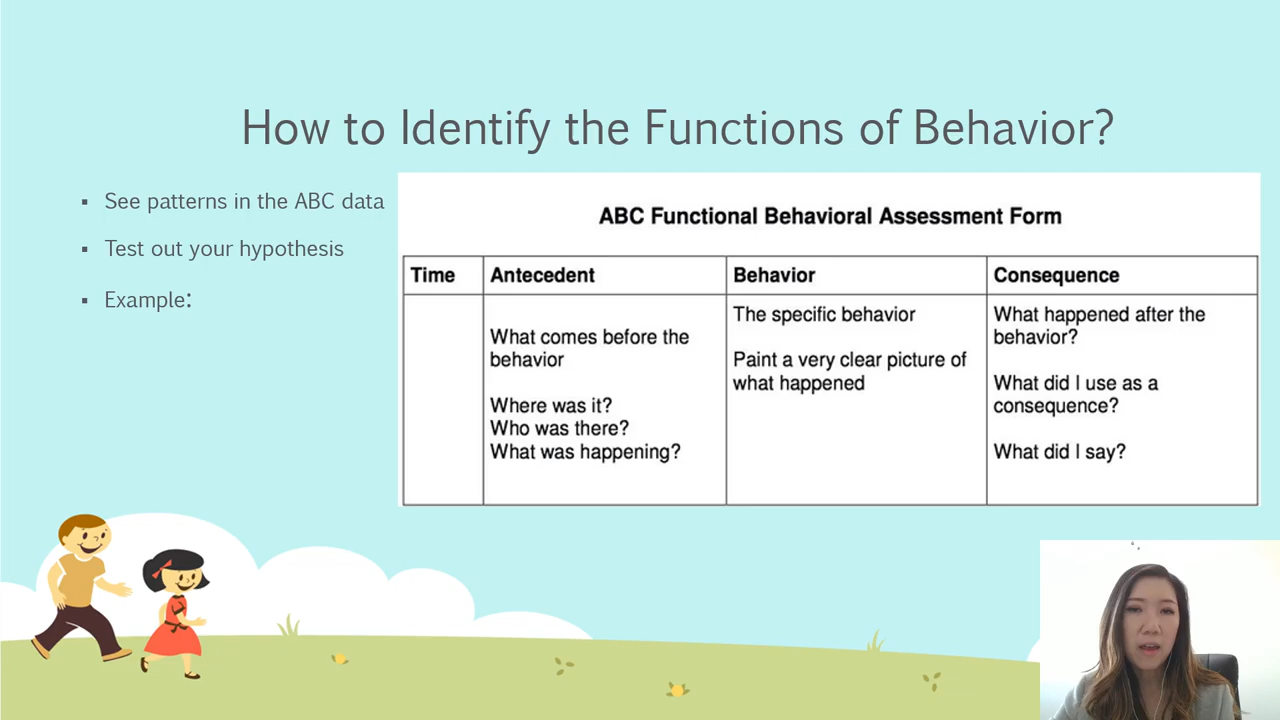 How to Identify the Functions of Behavior?
▪ See patterns in the ABC data
▪ Test out your hypothesis
▪ Example:
ABC Functional Behavioral Assessment Form
Time
Antecedent
Behavior
Consequence
What comes before the
behavior
Where was it?
Who was there?
What was happening?
The specific behavior
Paint a very clear picture of
what happened
What happened after the
behavior?
What did I use as a
consequence?
What did I say?